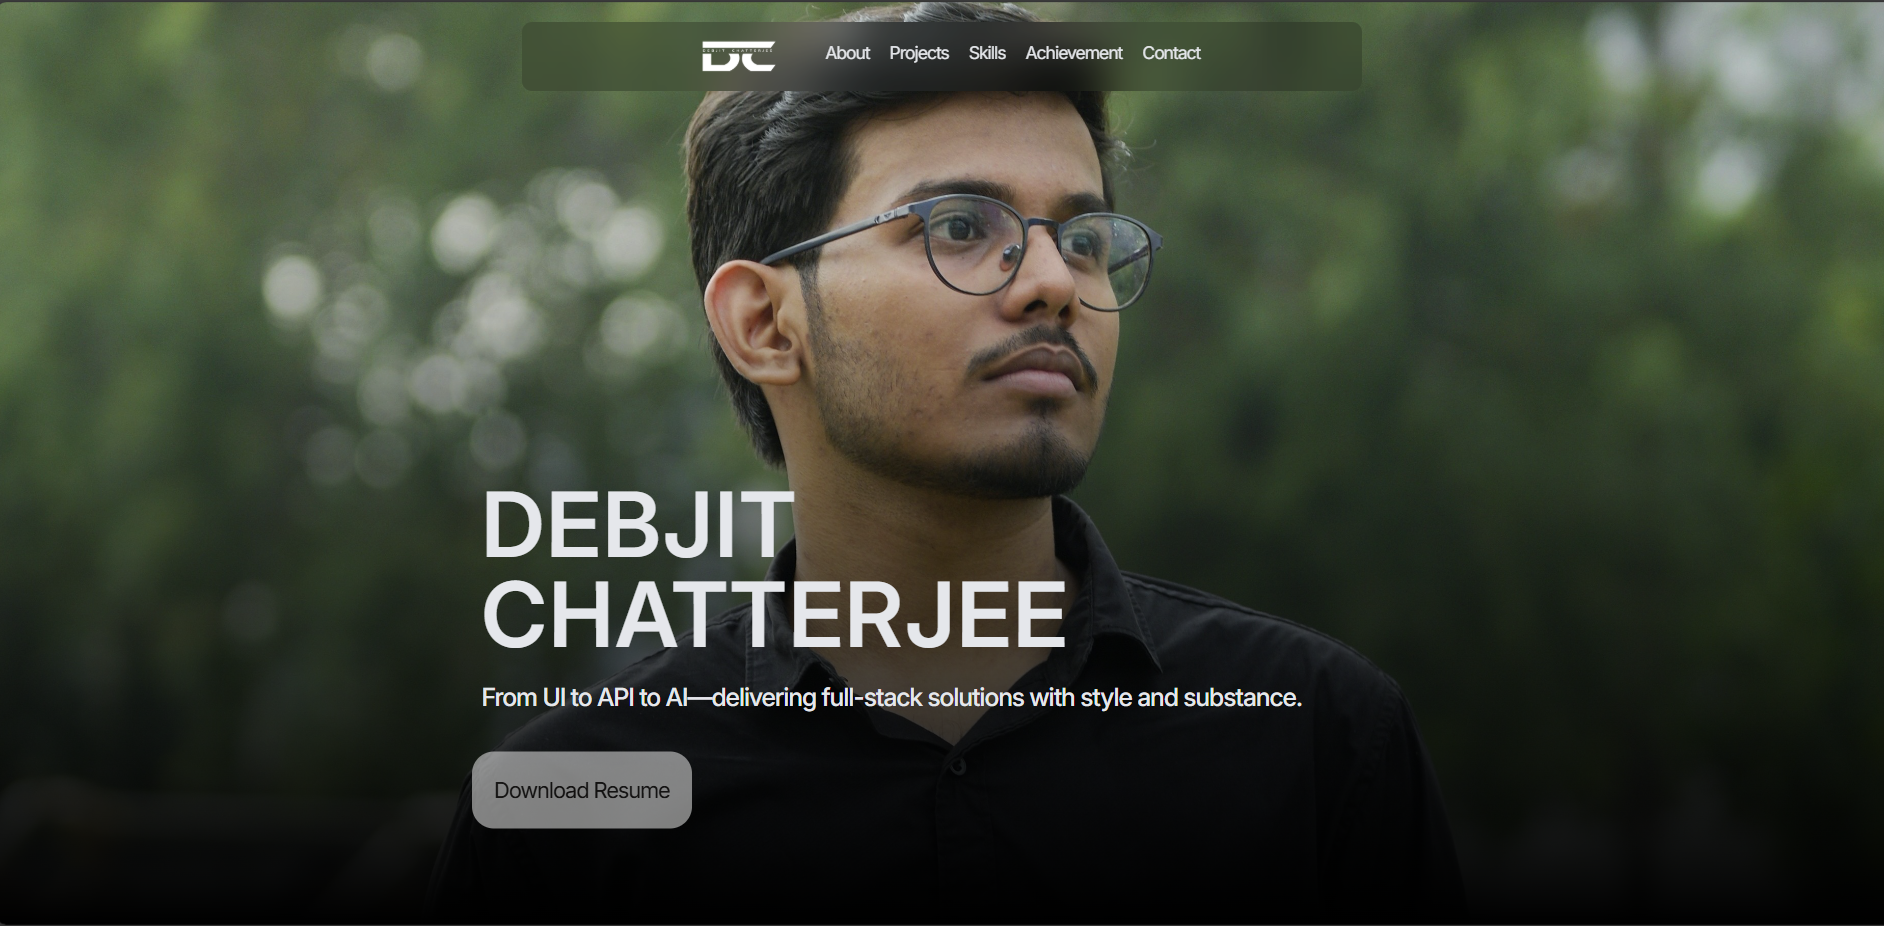 DEBJIT CHATTERJEE
DC
About Projects Skills Achievement Contact
DEBJIT
CHATTERJEE
From UI to API to AI—delivering full-stack solutions with style and substance.
Download Resume